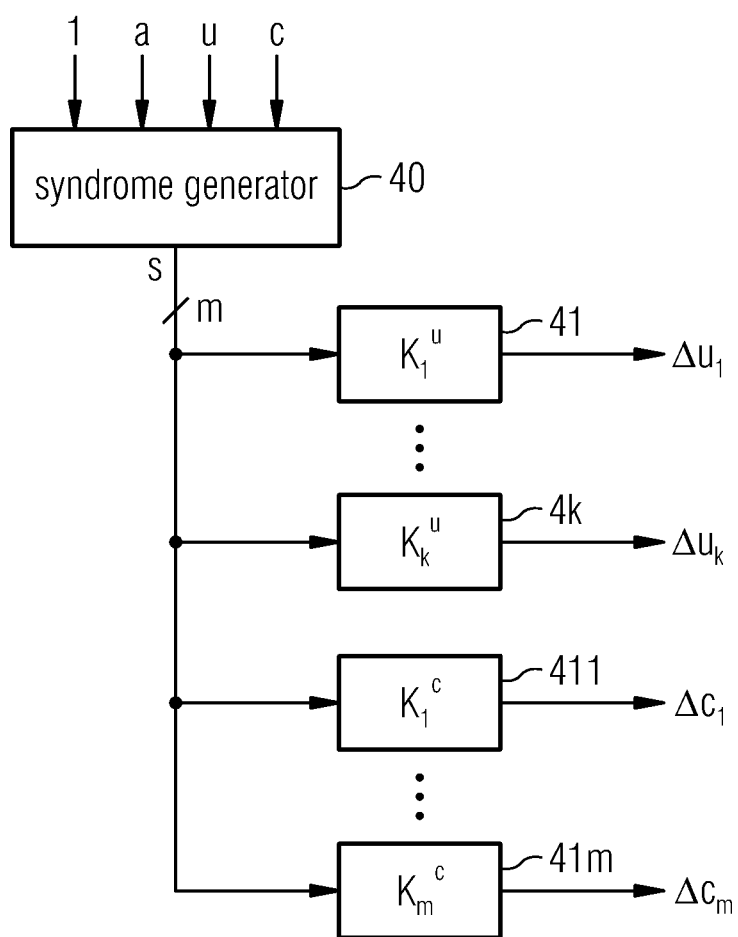 1 a u c
syndrome generator 40
s
m
K₁ᵘ 41 Δu₁
Kₖᵘ 4k Δuₖ
K₁ᶜ 411 Δc₁
Kₘᶜ 41m Δcₘ